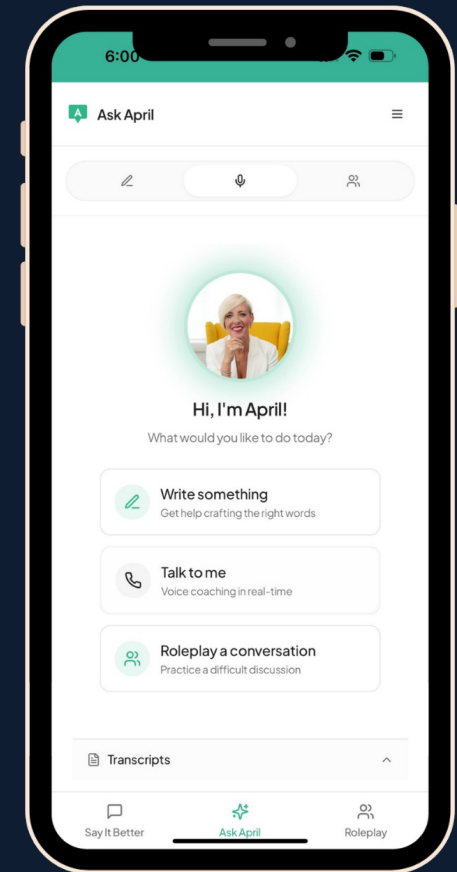 6:00
A
Ask April
Hi, I'm April!
What would you like to do today?
Write something
Get help crafting the right words
Talk to me
Voice coaching in real-time
Roleplay a conversation
Practice a difficult discussion
Transcripts
Say It Better
Ask April
Roleplay